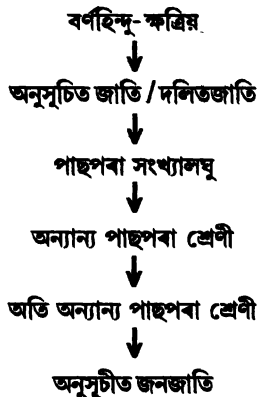 বৰ্ণহিন্দু-ক্ষত্ৰিয়
অনুসূচিত জাতি / দলিতজাতি
পাছপৰা সংখ্যালঘু
অন্যান্য পাছপৰা শ্ৰেণী
অতি অন্যান্য পাছপৰা শ্ৰেণী
অনুসূচীত জনজাতি